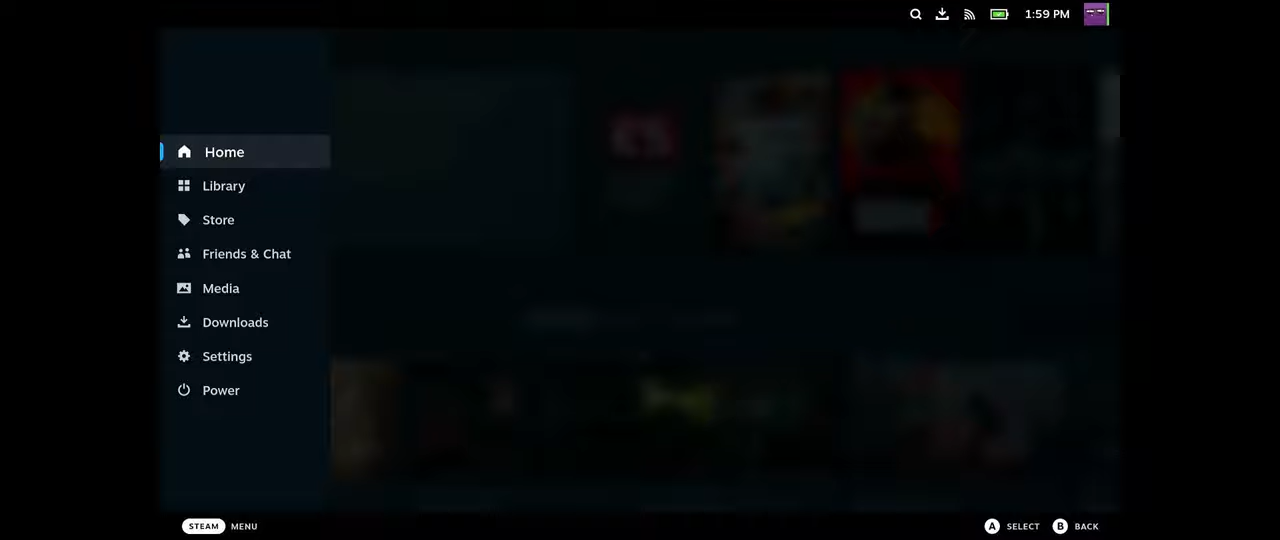 1:59 PM
Home
Library
Store
Friends & Chat
Media
Downloads
Settings
Power
STEAM MENU
A SELECT B BACK